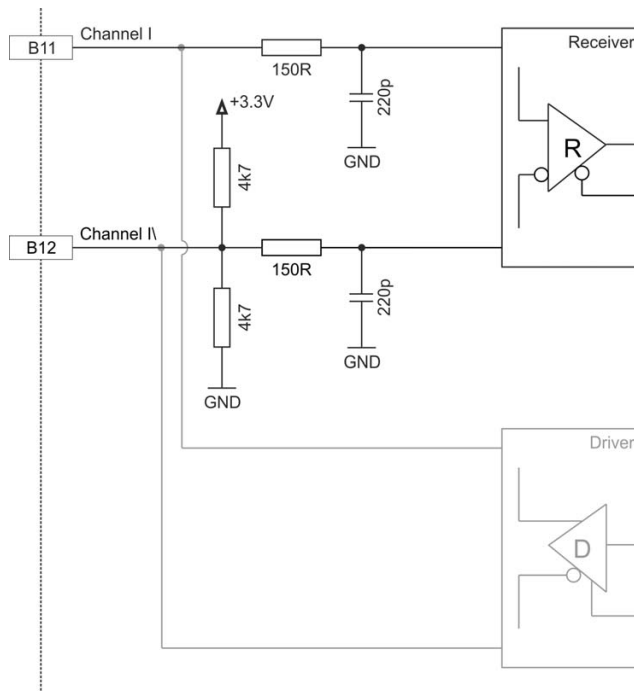 Channel I
B11
Receiver
150R
220p
+3.3V
GND
R
4k7
Channel I\
B12
150R
220p
4k7
GND
GND
Driver
D